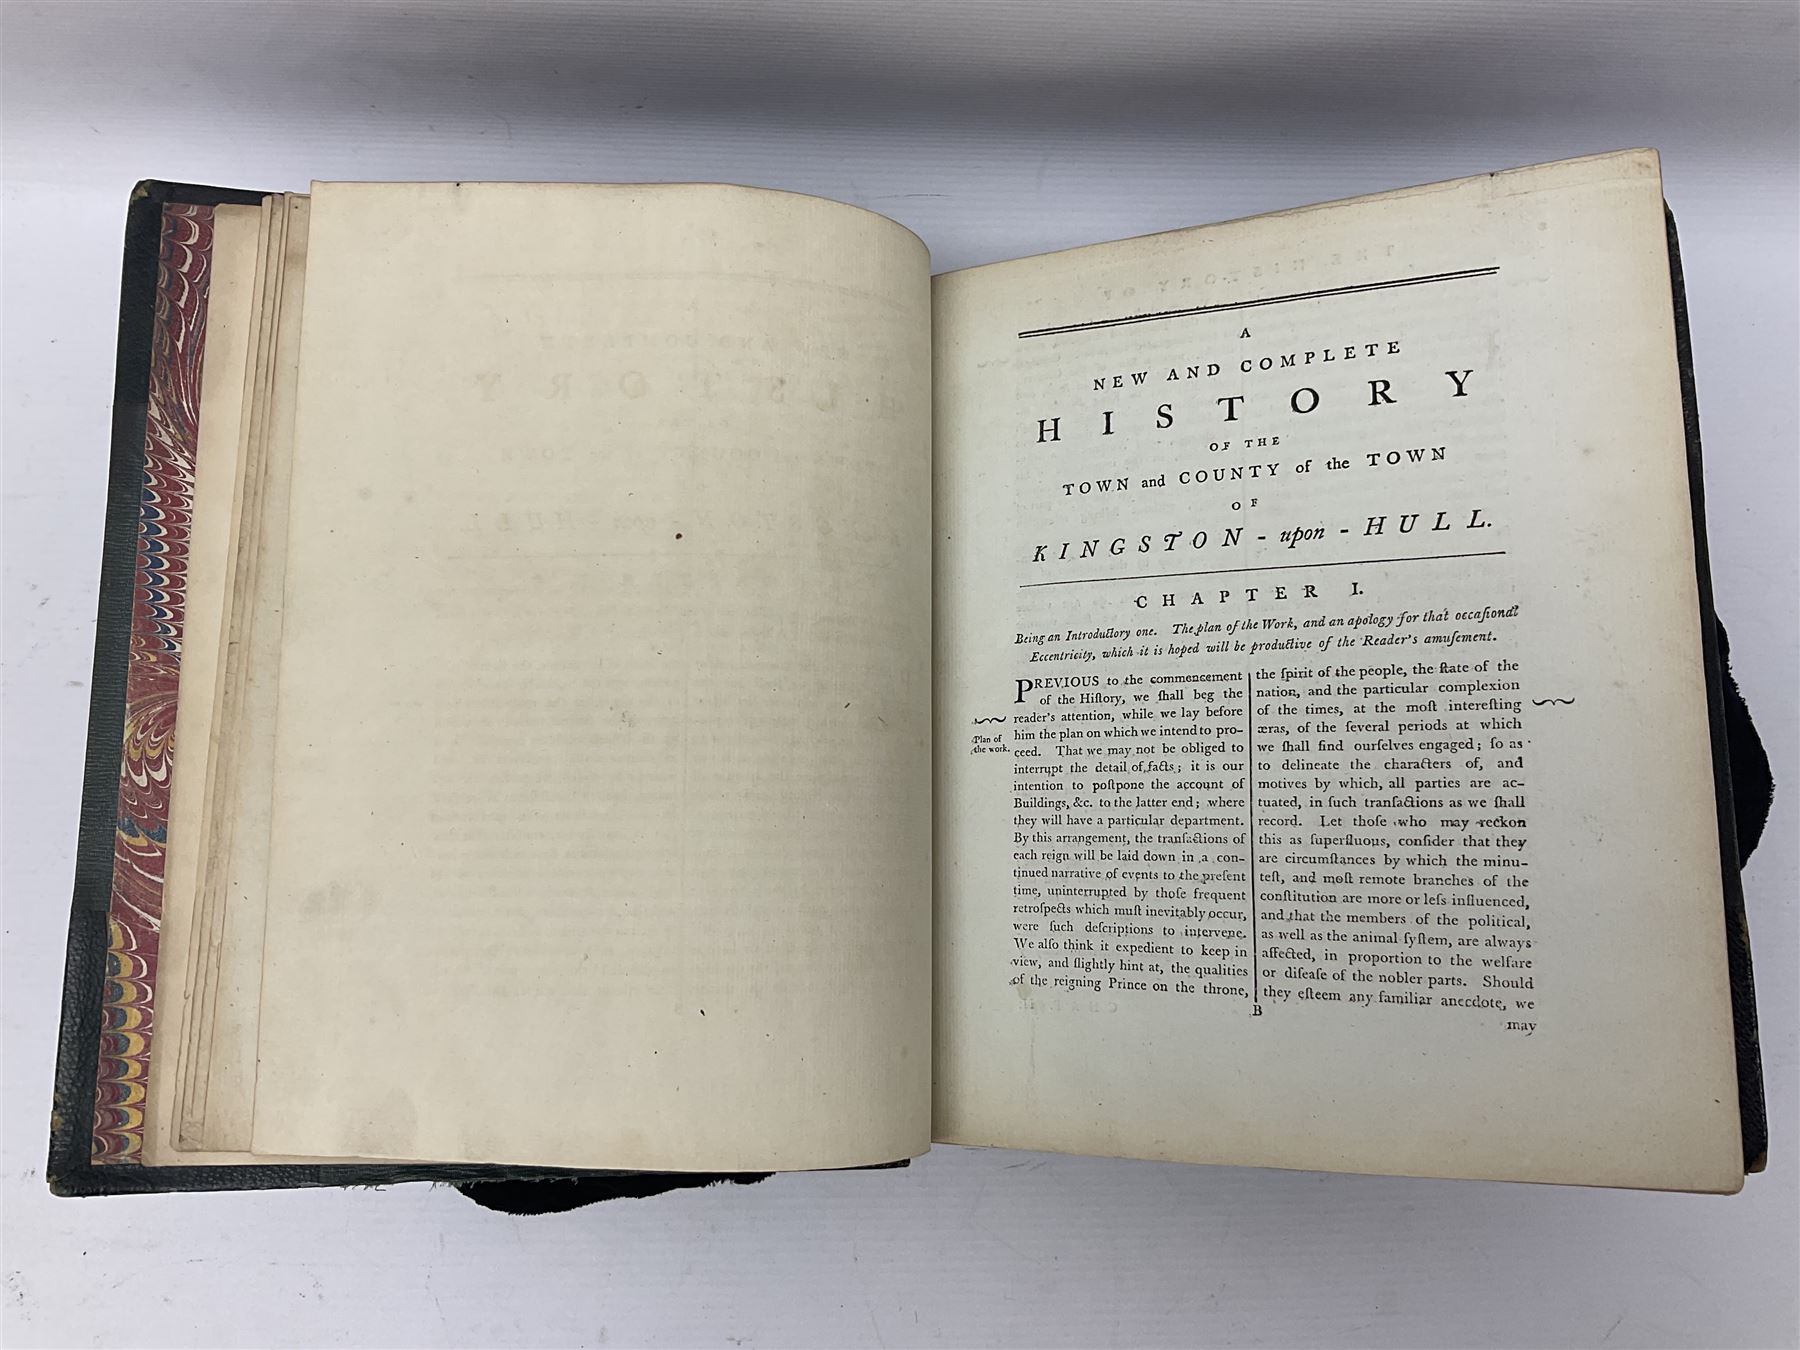 A
NEW AND COMPLETE
HISTORY
OF THE
TOWN and COUNTY of the TOWN
OF
KINGSTON - upon - HULL.
CHAPTER I.
Being an Introductory one. The plan of the Work, and an apology for that occaſional
Eccentricity, which it is hoped will be productive of the Reader's amuſement.
Plan of
the work.
PREVIOUS to the commencement
of the Hiſtory, we ſhall beg the
reader's attention, while we lay before
him the plan on which we intend to pro-
ceed. That we may not be obliged to
interrupt the detail of facts; it is our
intention to poſtpone the account of
Buildings, &c. to the latter end; where
they will have a particular department.
By this arrangement, the tranſactions of
each reign will be laid down in a con-
tinued narrative of events to the preſent
time, uninterrupted by thoſe frequent
retroſpects which muſt inevitably occur,
were ſuch deſcriptions to intervene.
We alſo think it expedient to keep in
view, and ſlightly hint at, the qualities
of the reigning Prince on the throne,
the ſpirit of the people, the ſtate of the
nation, and the particular complexion
of the times, at the moſt intereſting
æras, of the ſeveral periods at which
we ſhall find ourſelves engaged; ſo as
to delineate the characters of, and
motives by which, all parties are ac-
tuated, in ſuch tranſactions as we ſhall
record. Let thoſe who may reckon
this as ſuperfluous, conſider that they
are circumſtances by which the minu-
teſt, and moſt remote branches of the
conſtitution are more or leſs influenced,
and that the members of the political,
as well as the animal ſyſtem, are always
affected, in proportion to the welfare
or diſeaſe of the nobler parts. Should
they eſteem any familiar anecdote, we
B
may